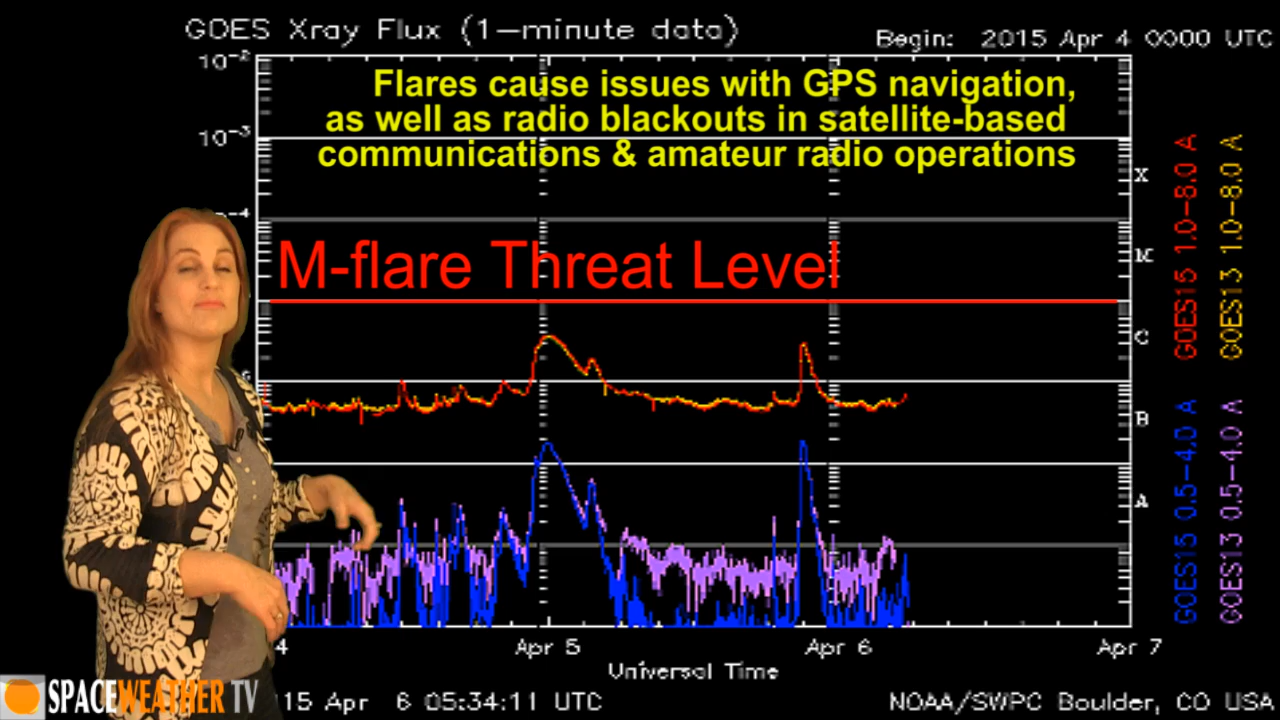 GOES Xray Flux (1-minute data)
Begin: 2015 Apr 4 0000 UTC
10-2
Flares cause issues with GPS navigation,
as well as radio blackouts in satellite-based
10-3
communications & amateur radio operations
X
-4
M-flare Threat Level
M
C
B
A
GOES15 1.0-8.0 A
GOES13 1.0-8.0 A
GOES15 0.5-4.0 A
GOES13 0.5-4.0 A
4 Apr 5 Apr 6 Apr 7
Universal Time
SPACEWEATHER TV
15 Apr 6 05:34:11 UTC
NOAA/SWPC Boulder, CO USA